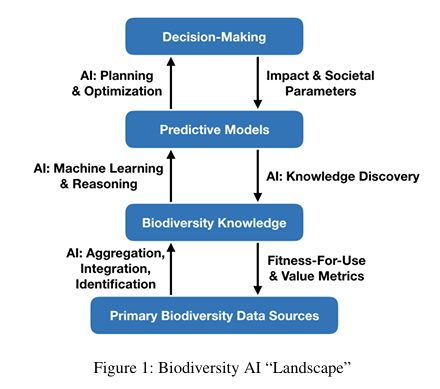 Decision-Making
AI: Planning
& Optimization
Impact & Societal
Parameters
Predictive Models
AI: Machine Learning
& Reasoning
AI: Knowledge Discovery
Biodiversity Knowledge
AI: Aggregation,
Integration,
Identification
Fitness-For-Use
& Value Metrics
Primary Biodiversity Data Sources
Figure 1: Biodiversity AI “Landscape”